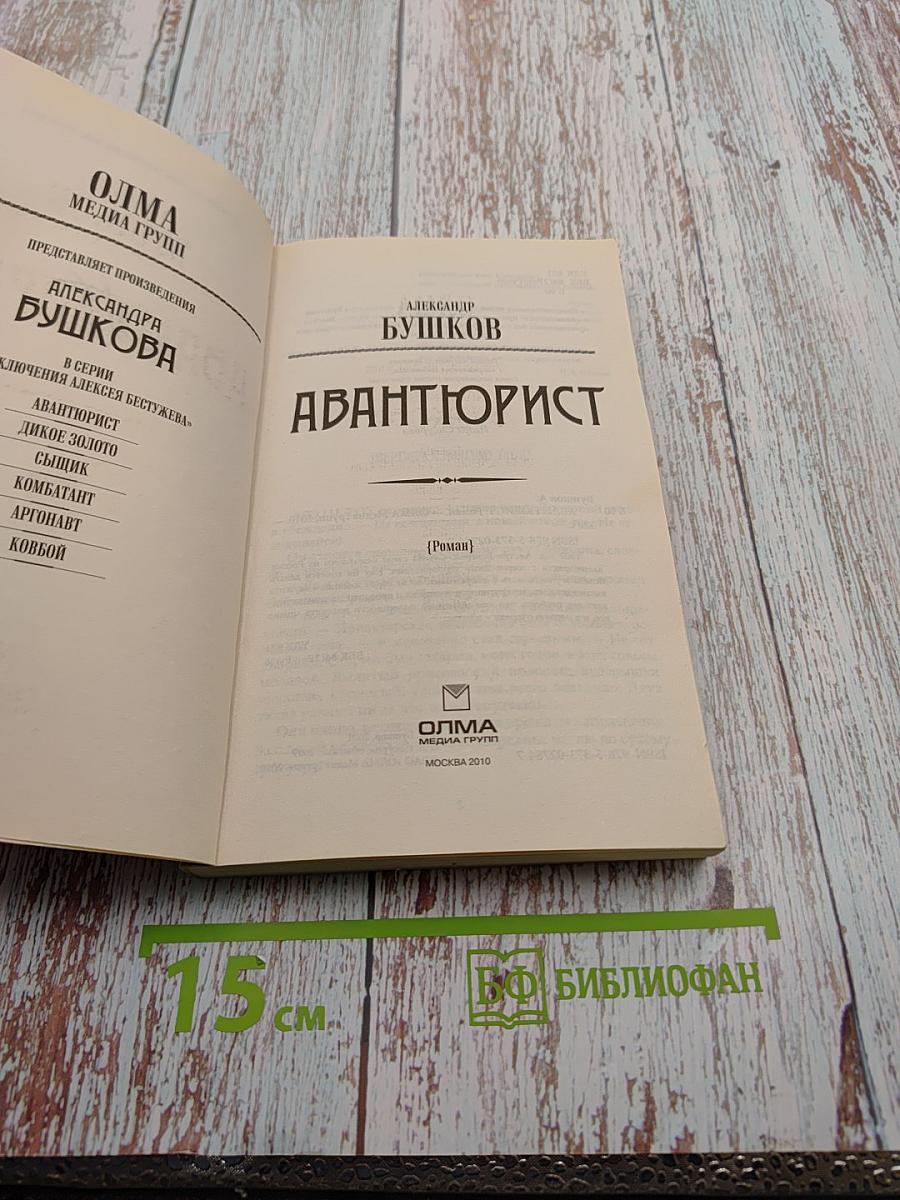 ОЛМА
МЕДИА ГРУПП
ПРЕДСТАВЛЯЕТ ПРОИЗВЕДЕНИЯ
АЛЕКСАНДРА
БУШКОВА
В СЕРИИ
КЛЮЧЕНИЯ АЛЕКСЕЯ БЕСТУЖЕВА»
АВАНТЮРИСТ
ДИКОЕ ЗОЛОТО
СЫЩИК
КОМБАТАНТ
АРГОНАВТ
КОВБОЙ
АЛЕКСАНДР
БУШКОВ
АВАНТЮРИСТ
{Роман}
ОЛМА
МЕДИА ГРУПП
МОСКВА 2010
15 см
БФ БИБЛИОФАН